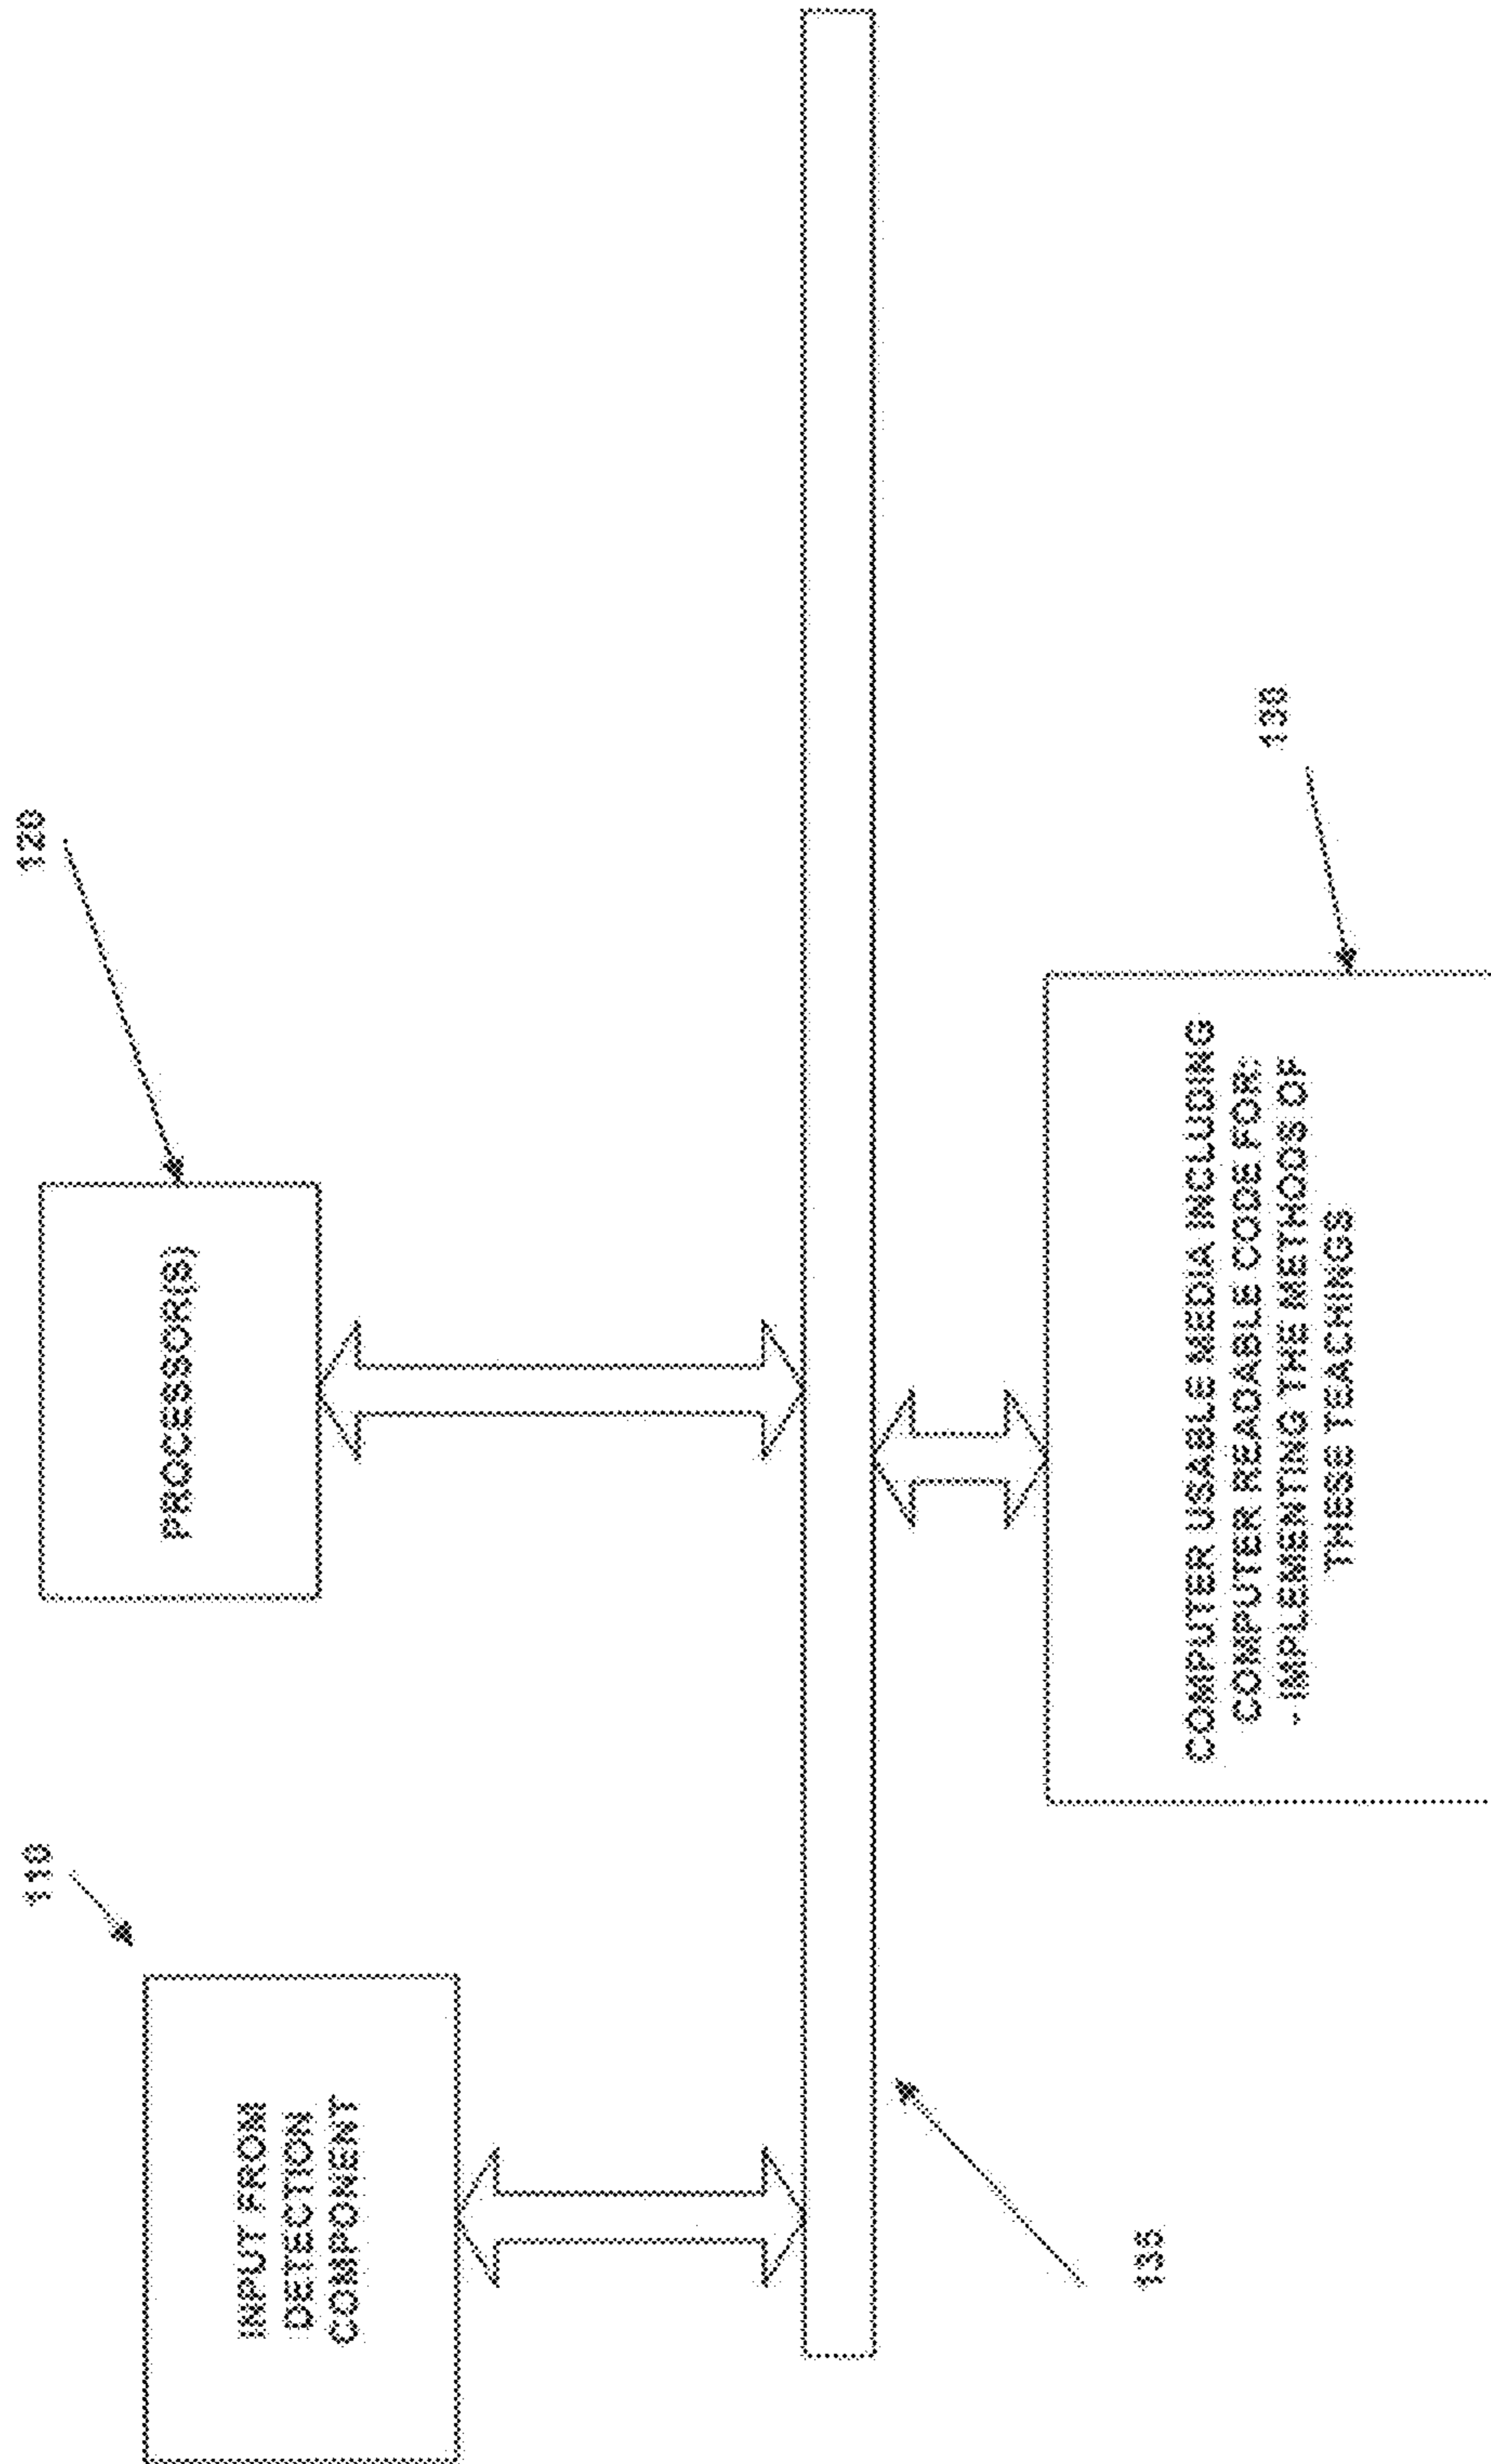 110
120
INPUT FROM
DETECTION
COMPONENT
PROCESSOR(S)
135
130
COMPUTER USABLE MEDIA INCLUDING
COMPUTER READABLE CODE FOR:
- IMPLEMENTING THE METHODS OF
THESE TEACHINGS